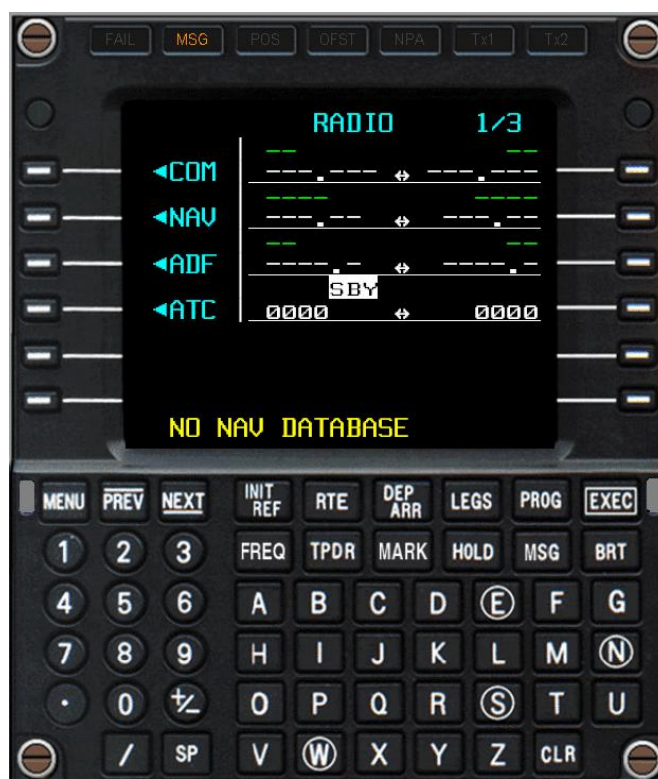 FAIL MSG POS OFST NPA Tx1 Tx2
RADIO 1/3
-- --
◄COM ---.--- ⇔ ---.---
---- ----
◄NAV ---.-- ⇔ ---.--
-- --
◄ADF ----.- ⇔ ----.-
SBY
◄ATC 0000 ⇔ 0000
NO NAV DATABASE
MENU PREV NEXT INIT REF RTE DEP ARR LEGS PROG EXEC
1 2 3 FREQ TPDR MARK HOLD MSG BRT
4 5 6 A B C D E F G
7 8 9 H I J K L M N
. 0 +/- O P Q R S T U
/ SP V W X Y Z CLR